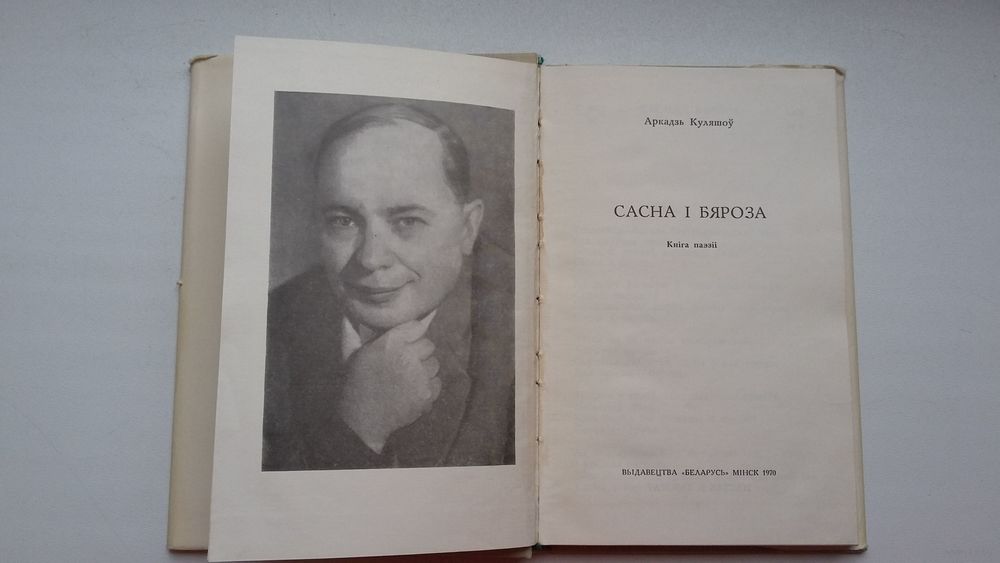 Аркадзь Куляшоў
САСНА І БЯРОЗА
Кніга паэзіі
ВЫДАВЕЦТВА «БЕЛАРУСЬ» МІНСК 1970